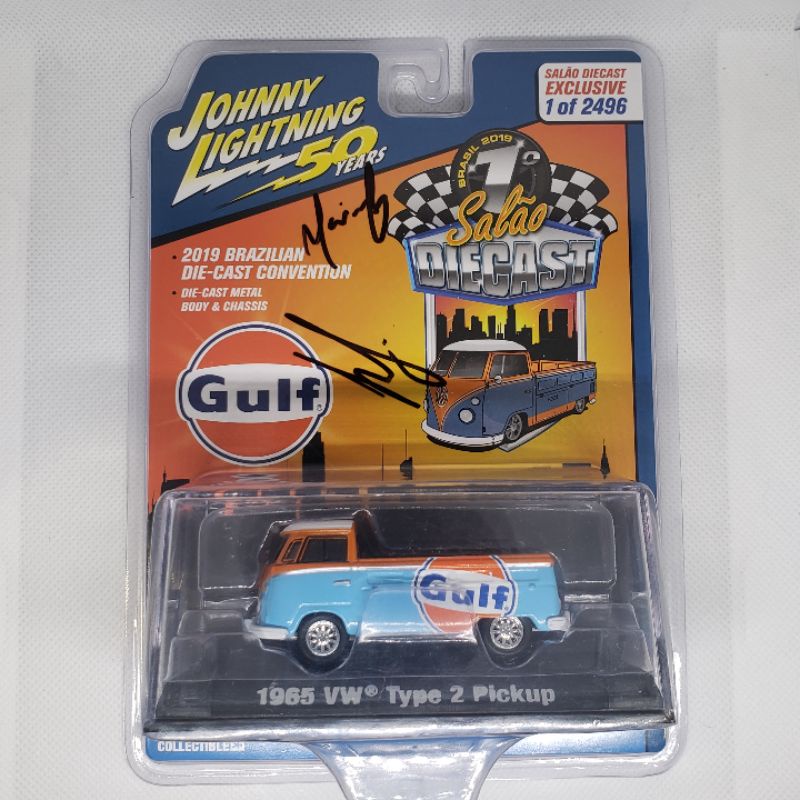 JOHNNY
LIGHTNING
50
YEARS
SALÃO DIECAST
EXCLUSIVE
1 of 2496
BRASIL 2019
1º
Salão
DIECAST
• 2019 BRAZILIAN
DIE-CAST CONVENTION
• DIE-CAST METAL
BODY & CHASSIS
Gulf
Gulf
1965 VW® Type 2 Pickup